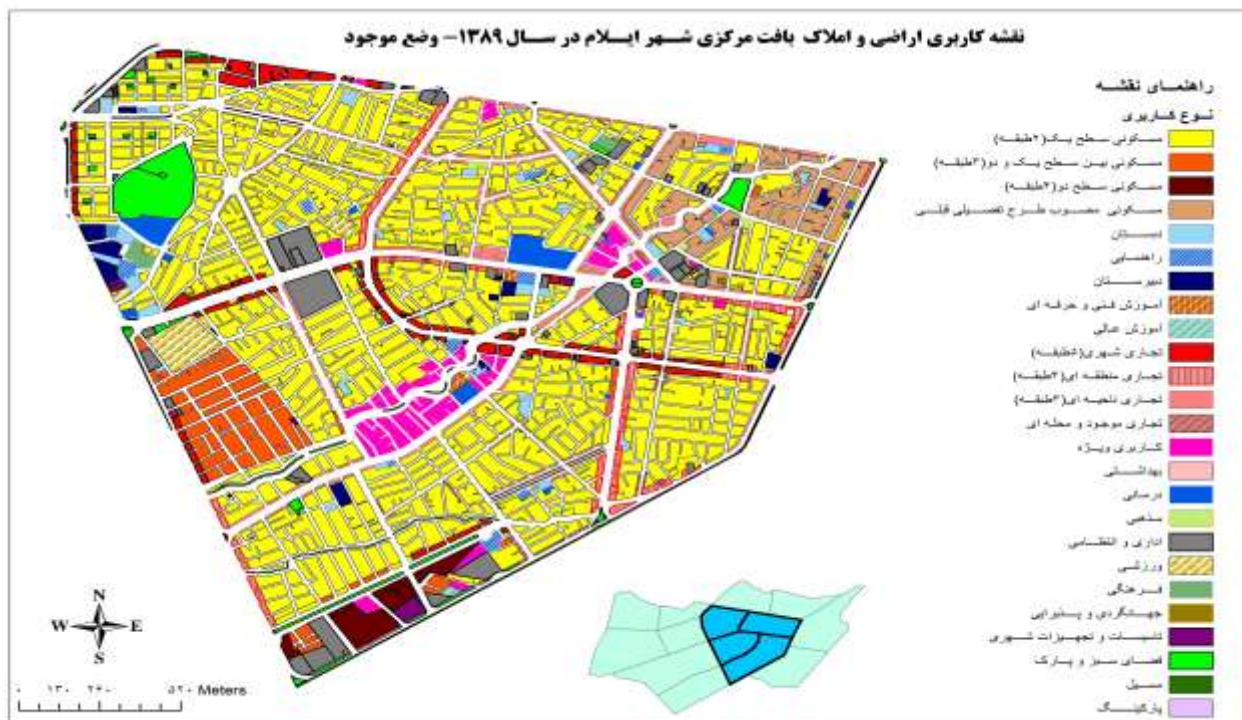 نقشه کاربری اراضی و املاک بافت مرکزی شهر ایلام در سال ۱۳۸۹- وضع موجود
راهنمای نقشه
نوع کاربری
مسکونی سطح یک(۲طبقه)
مسکونی بین سطح یک و دو(۳طبقه)
مسکونی سطح دو(۴طبقه)
مسکونی مصوب طرح تفصیلی قبلی
دبستان
راهنمایی
دبیرستان
آموزش فنی و حرفه ای
آموزش عالی
تجاری شهری(۵طبقه)
تجاری منطقه ای(۴طبقه)
تجاری ناحیه ای(۳طبقه)
تجاری موجود و محله ای
کاربری ویژه
بهداشتی
درمانی
مذهبی
اداری و انتظامی
ورزشی
فرهنگی
جهانگردی و پذیرایی
تاسیسات و تجهیزات شهری
فضای سبز و پارک
مسیل
پارکینگ
N
W E
S
۰ ۱۳۰ ۲۶۰ ۵۲۰ Meters